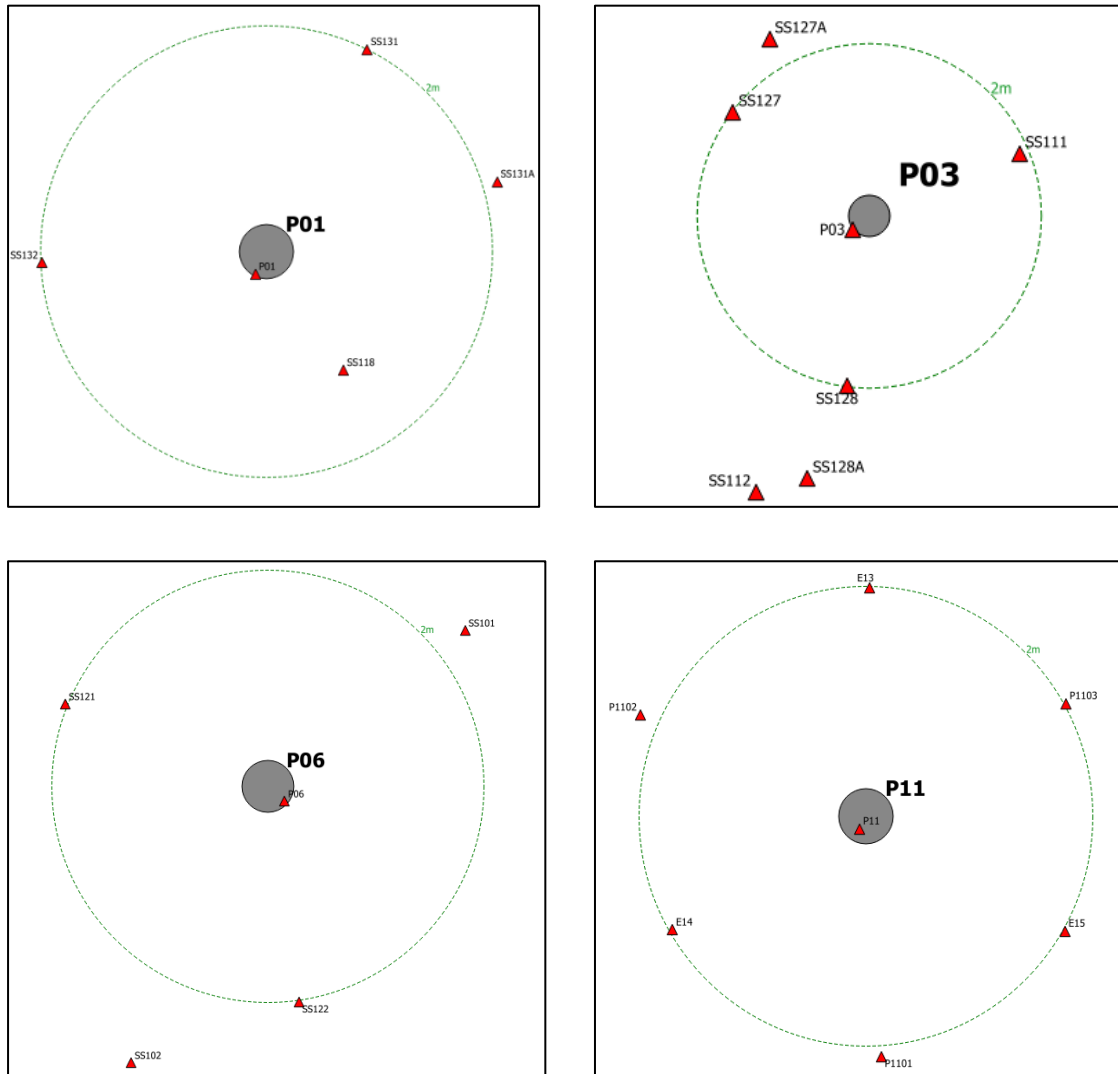 SS131
2m
SS131A
P01
SS132
P01
SS118
SS127A
2m
SS127
SS111
P03
P03
SS128
SS128A
SS112
2m
SS101
SS121
P06
P06
SS122
SS102
E13
2m
P1103
P1102
P11
P11
E14
E15
P1101